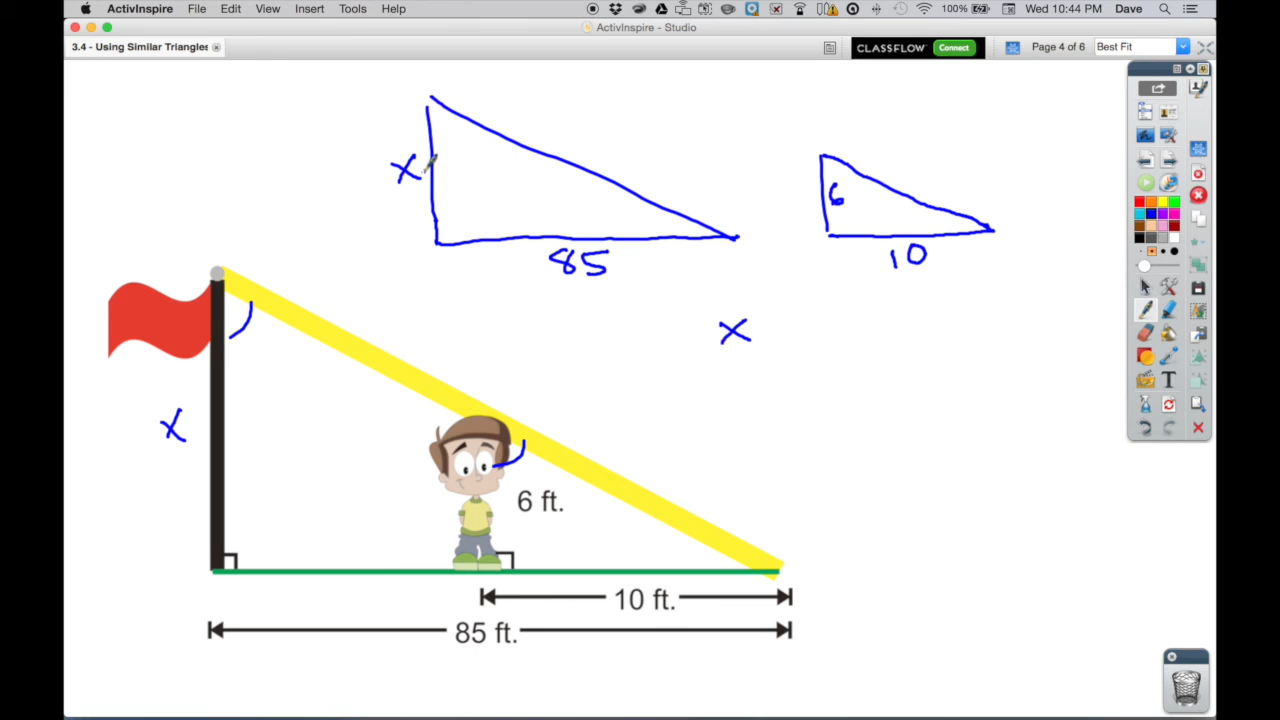 ActivInspire File Edit View Insert Format Tools Help 100% Wed 10:44 PM Dave
ActivInspire - Studio
3.4 - Using Similar Triangles
CLASSFLOW Connect Page 4 of 6 Best Fit
x
85
6
10
x
x
6 ft.
10 ft.
85 ft.
T